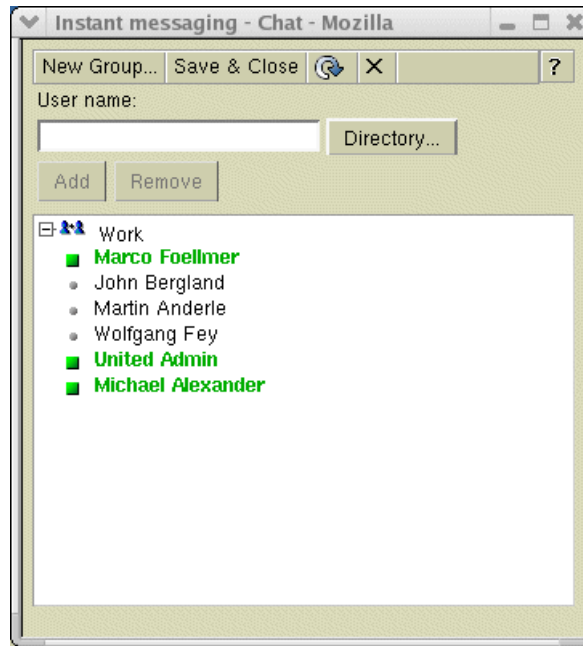 Instant messaging - Chat - Mozilla
New Group... Save & Close ?
User name:
Directory...
Add Remove
Work
Marco Foellmer
John Bergland
Martin Anderle
Wolfgang Fey
United Admin
Michael Alexander